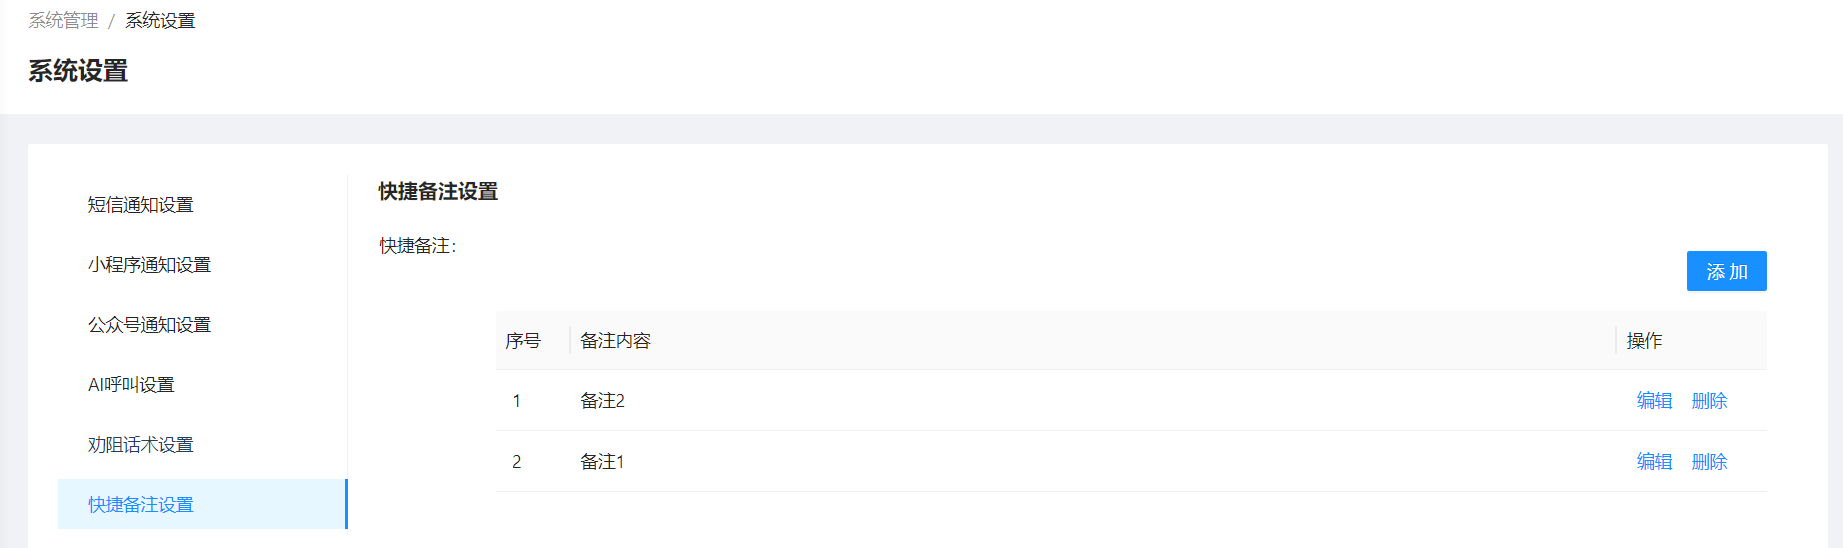 系统管理 / 系统设置
系统设置
短信通知设置
小程序通知设置
公众号通知设置
AI呼叫设置
劝阻话术设置
快捷备注设置
快捷备注设置
快捷备注:
添 加
序号 备注内容 操作
1 备注2 编辑 删除
2 备注1 编辑 删除